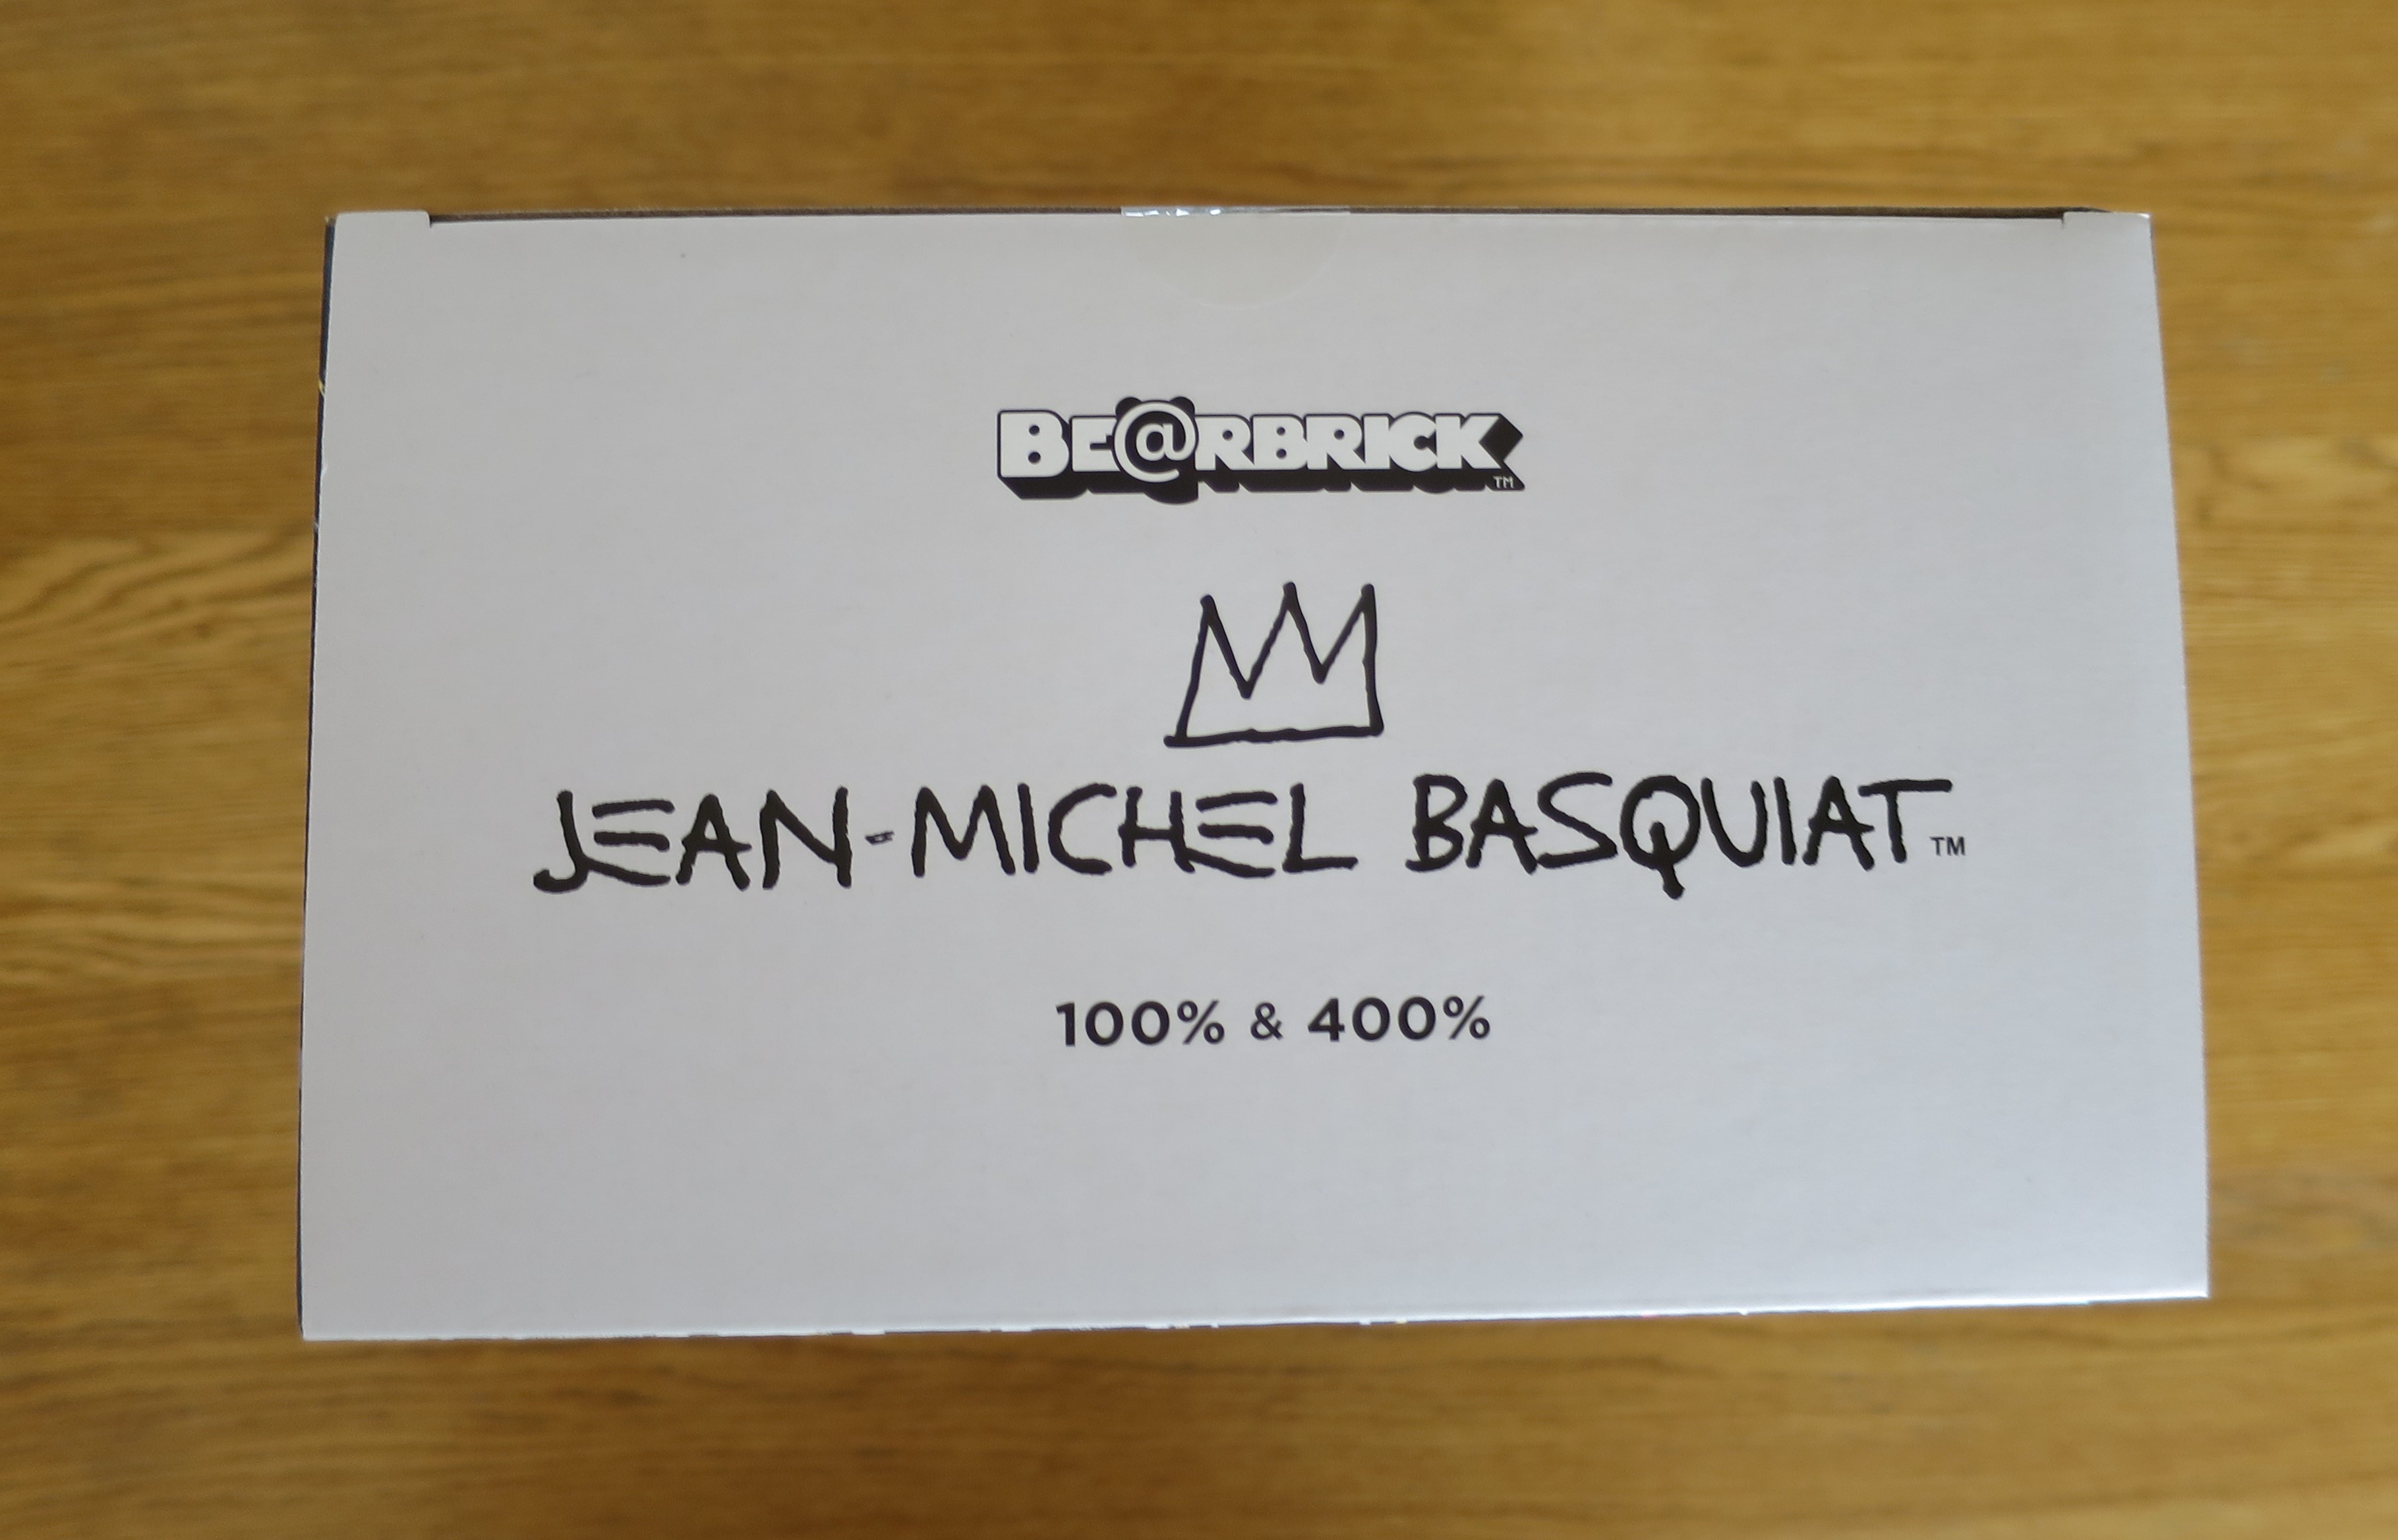 BE@RBRICK™
JEAN-MICHEL BASQUIAT™
100% & 400%